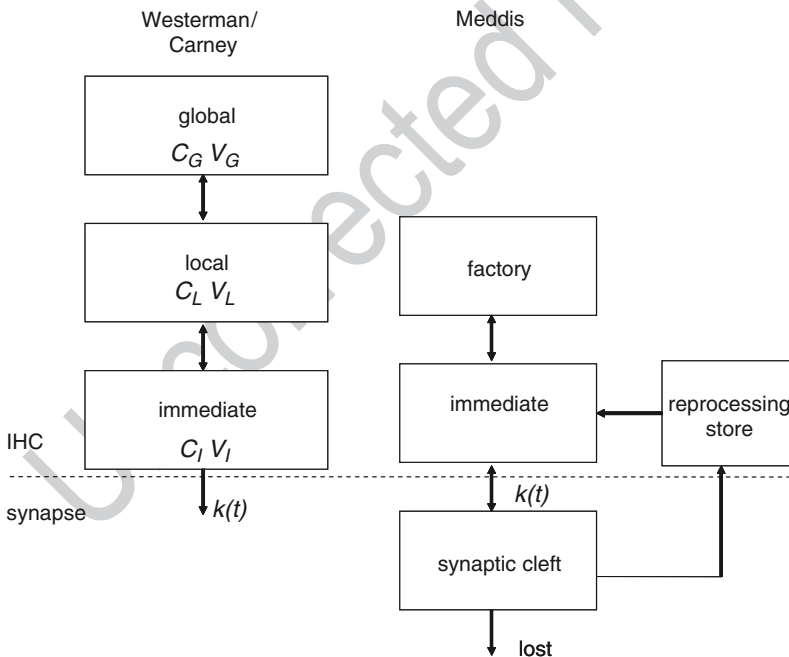 Westerman/
Carney
Meddis
global
C_G V_G
local
C_L V_L
factory
immediate
C_I V_I
immediate
reprocessing
store
IHC
synapse
k(t)
k(t)
synaptic cleft
lost